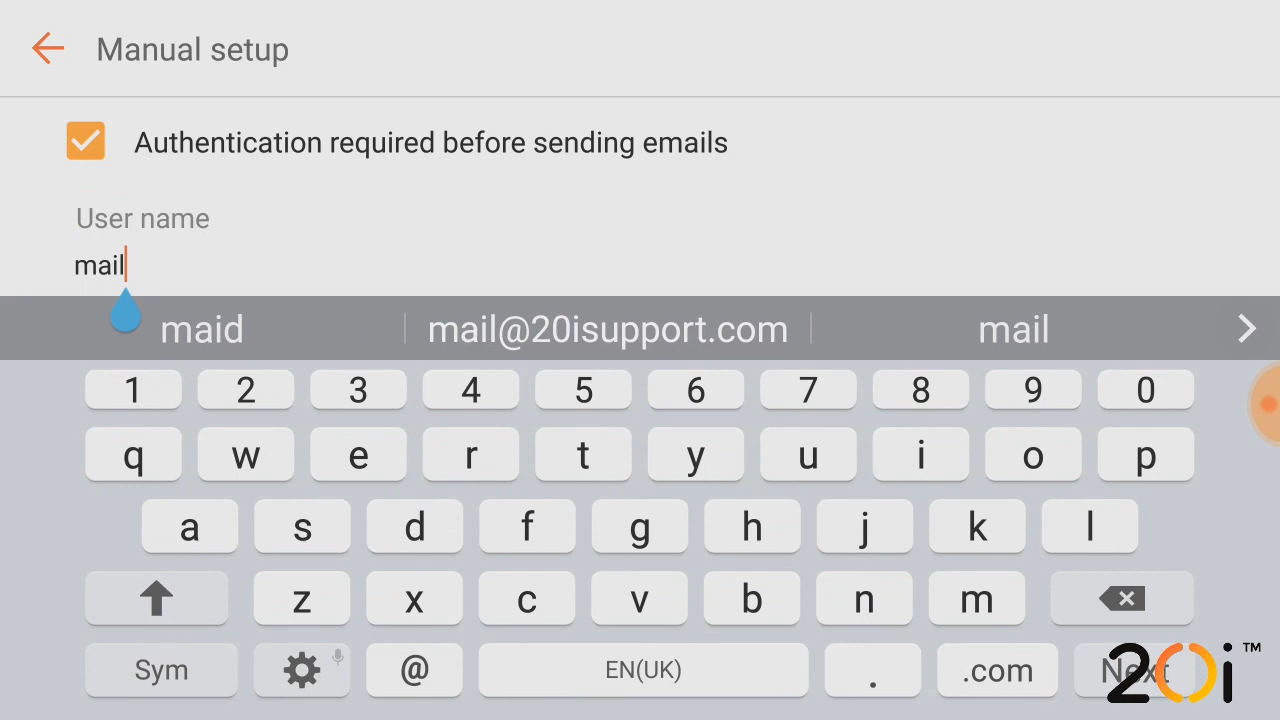 Manual setup
Authentication required before sending emails
User name
mail
maid mail@20isupport.com mail
1 2 3 4 5 6 7 8 9 0
q w e r t y u i o p
a s d f g h j k l
z x c v b n m
Sym @ EN(UK) . .com Next
20i™